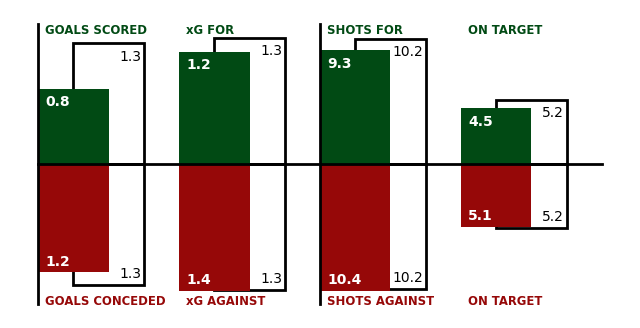 GOALS SCORED xG FOR SHOTS FOR ON TARGET
1.3 1.3 10.2
1.2 9.3
0.8 4.5 5.2
1.2 1.3 1.4 1.3 10.4 10.2 5.1 5.2
GOALS CONCEDED xG AGAINST SHOTS AGAINST ON TARGET